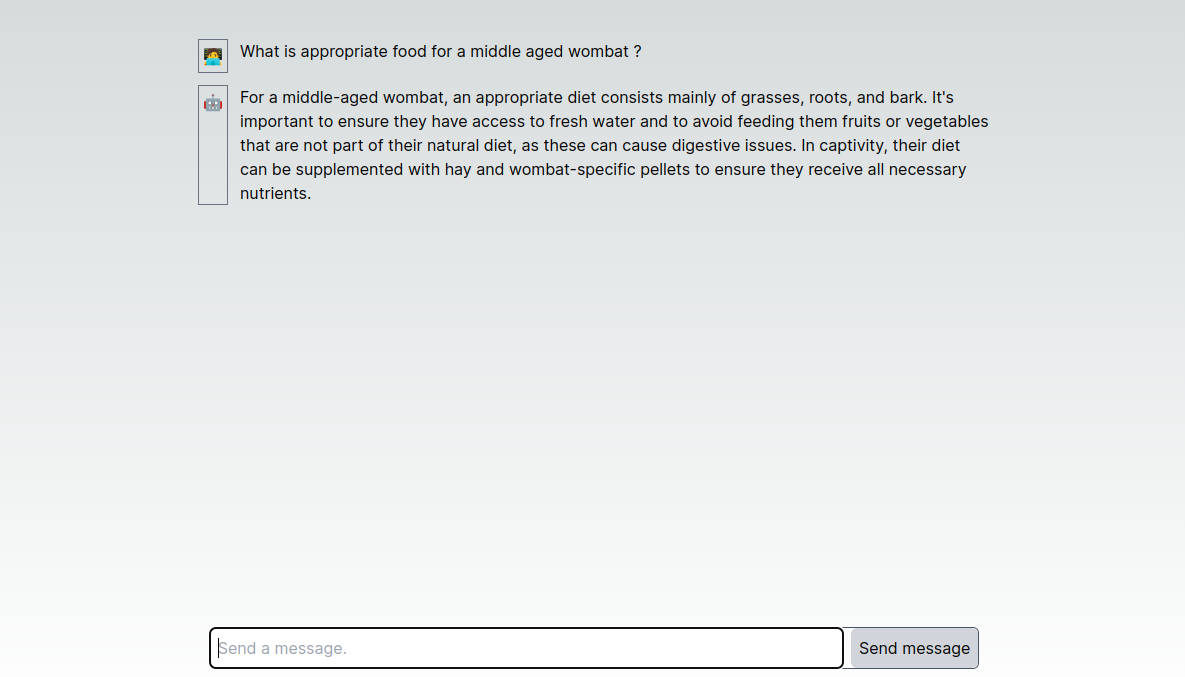 What is appropriate food for a middle aged wombat ?
For a middle-aged wombat, an appropriate diet consists mainly of grasses, roots, and bark. It's
important to ensure they have access to fresh water and to avoid feeding them fruits or vegetables
that are not part of their natural diet, as these can cause digestive issues. In captivity, their diet
can be supplemented with hay and wombat-specific pellets to ensure they receive all necessary
nutrients.
Send a message.
Send message